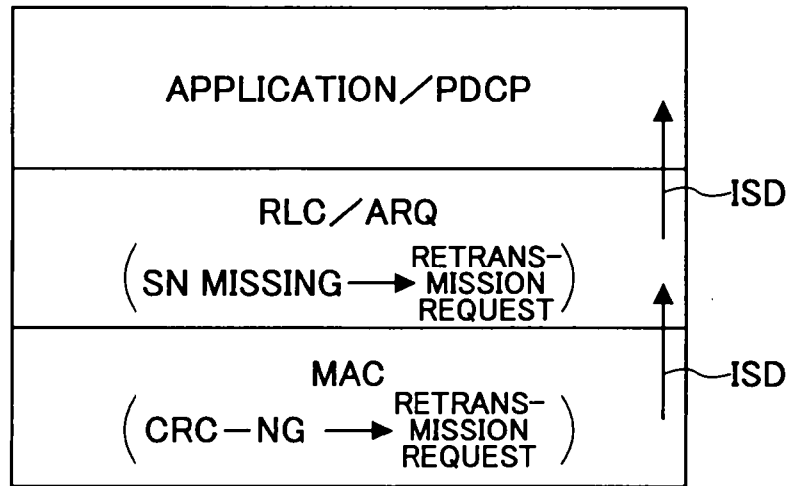 APPLICATION/PDCP
ISD
RLC/ARQ
(SN MISSING → RETRANS-
MISSION
REQUEST)
ISD
MAC
(CRC-NG → RETRANS-
MISSION
REQUEST)